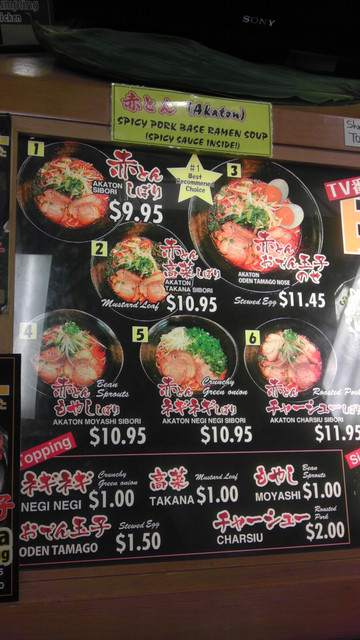 SONY
赤とん (Akaton)
SPICY PORK BASE RAMEN SOUP
(SPICY SAUCE INSIDE!)
1
赤とん
しぼり
AKATON
SIBORI
$9.95
#1
Best
Recommened
Choice
3
赤とん
おでん玉子
のせ
AKATON
ODEN TAMAGO NOSE
Stewed Egg $11.45
2
赤とん
高菜しぼり
AKATON
TAKANA SIBORI
Mustard Leaf $10.95
4
赤とん Bean Sprouts
もやししぼり
AKATON MOYASHI SIBORI
$10.95
5
赤とん Crunchy Green onion
ネギネギしぼり
AKATON NEGI NEGI SIBORI
$10.95
6
赤とん Roasted Pork
チャーシューしぼり
AKATON CHARSIU SIBORI
$11.95
Topping
ネギネギ Crunchy Green onion
NEGI NEGI $1.00
高菜 Mustard Leaf
TAKANA $1.00
もやし Bean Sprouts
MOYASHI $1.00
おでん玉子 Stewed Egg
ODEN TAMAGO $1.50
チャーシュー Roasted Pork
CHARSIU $2.00
TV